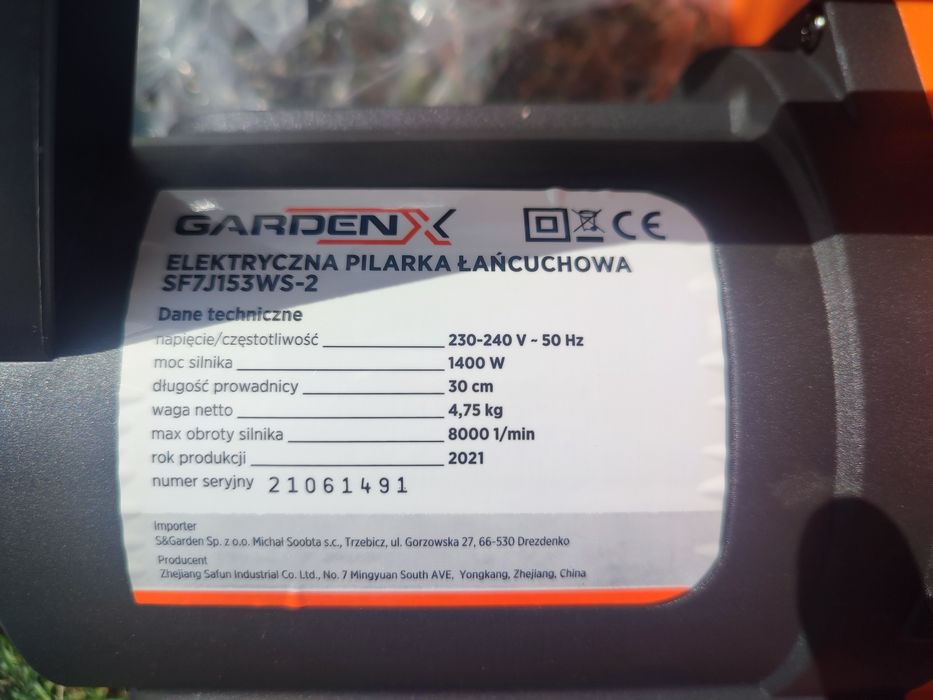 GARDENX CE
ELEKTRYCZNA PILARKA ŁAŃCUCHOWA
SF7J153WS-2
Dane techniczne
napięcie/częstotliwość 230-240 V ~ 50 Hz
moc silnika 1400 W
długość prowadnicy 30 cm
waga netto 4,75 kg
max obroty silnika 8000 1/min
rok produkcji 2021
numer seryjny 21061491
Importer
S&Garden Sp. z o.o. Michał Soobta s.c., Trzebicz, ul. Gorzowska 27, 66-530 Drezdenko
Producent
Zhejiang Safun Industrial Co. Ltd., No. 7 Mingyuan South AVE, Yongkang, Zhejiang, China